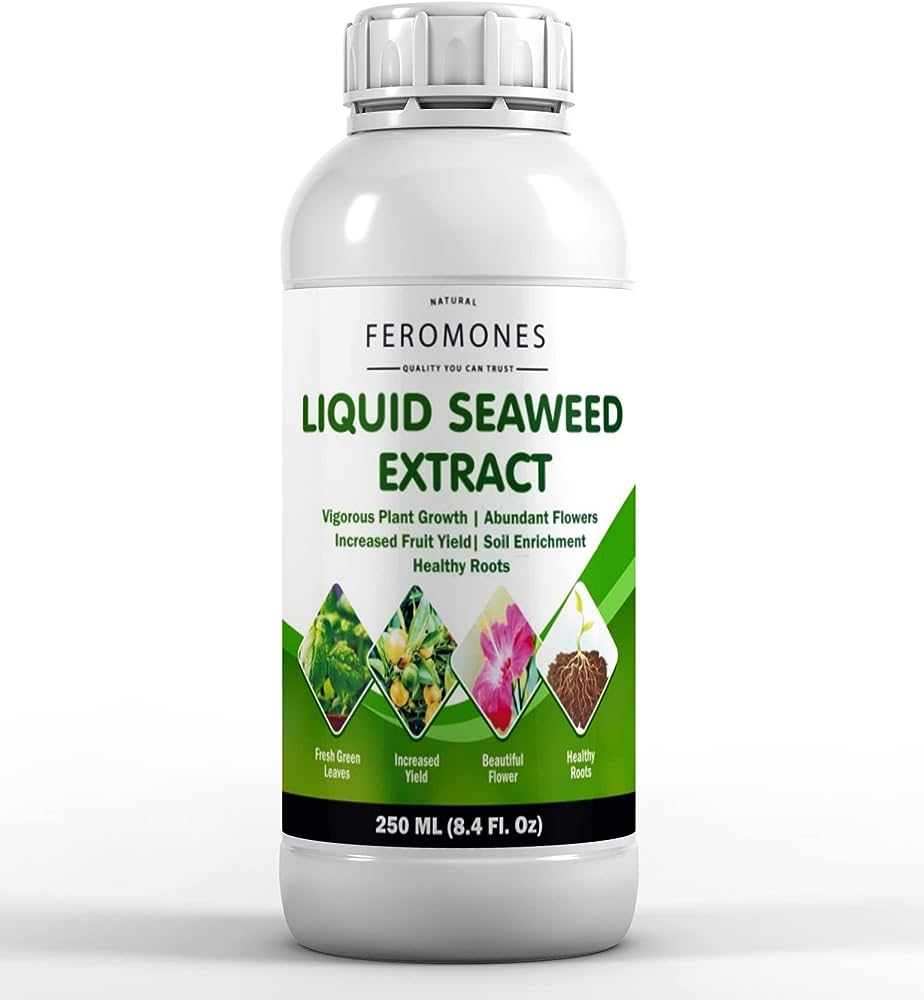 NATURAL
FEROMONES
QUALITY YOU CAN TRUST
LIQUID SEAWEED
EXTRACT
Vigorous Plant Growth | Abundant Flowers
Increased Fruit Yield| Soil Enrichment
Healthy Roots
Fresh Green
Leaves
Increased
Yield
Beautiful
Flower
Healthy
Roots
250 ML (8.4 Fl. Oz)